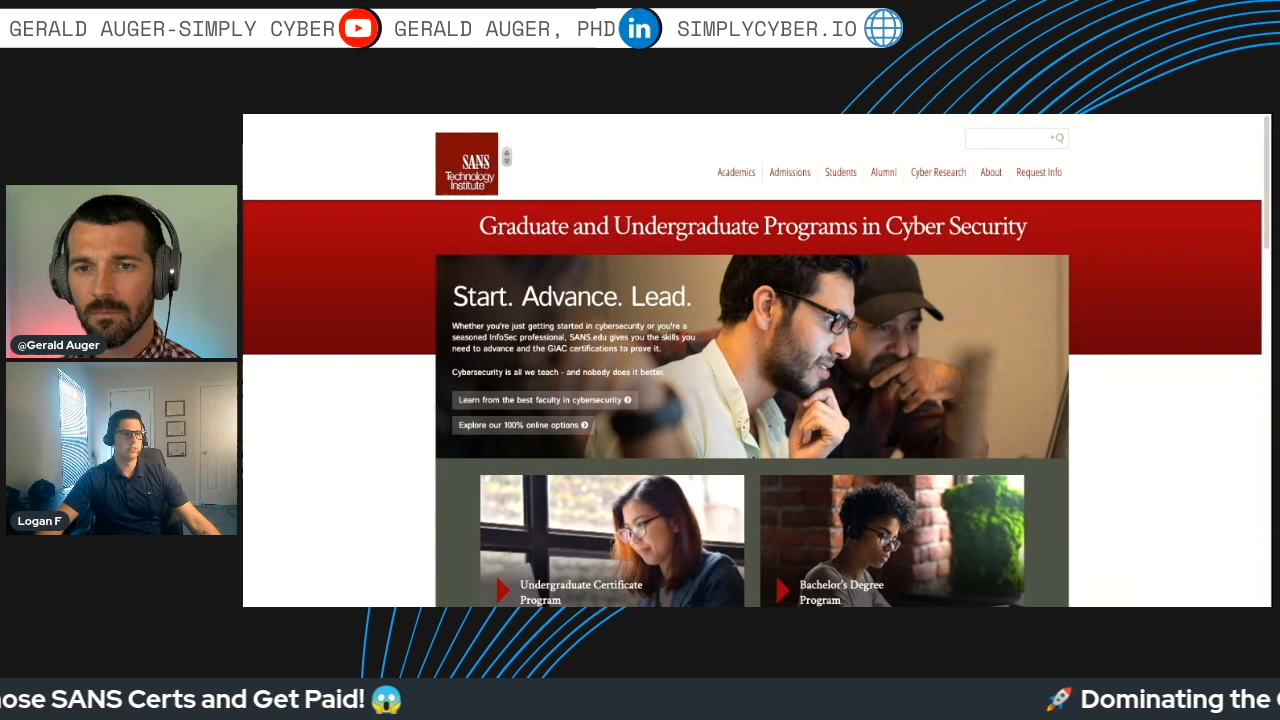 GERALD AUGER-SIMPLY CYBER
GERALD AUGER, PHD
in
SIMPLYCYBER.IO
SANS
Technology
Institute
Academics
Admissions
Students
Alumni
Cyber Research
About
Request Info
Graduate and Undergraduate Programs in Cyber Security
Start. Advance. Lead.
Whether you're just getting started in cybersecurity or you're a
seasoned InfoSec professional, SANS.edu gives you the skills you
need to advance and the GIAC certifications to prove it.
Cybersecurity is all we teach - and nobody does it better.
Learn from the best faculty in cybersecurity
Explore our 100% online options
Undergraduate Certificate
Program
Bachelor's Degree
Program
@Gerald Auger
Logan F
hose SANS Certs and Get Paid! 😱
🚀 Dominating the